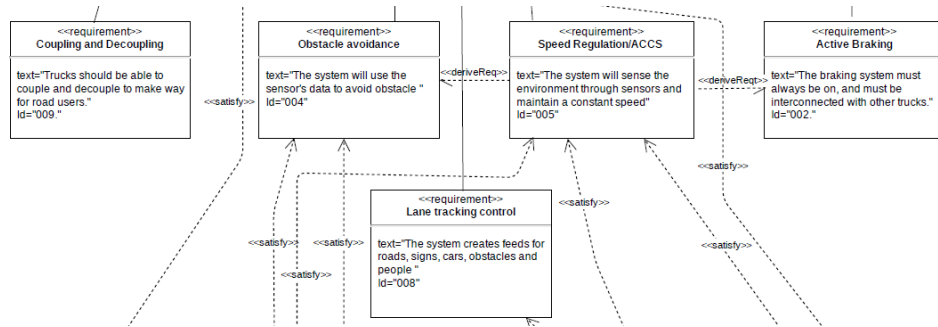 <<requirement>>
Coupling and Decoupling
text="Trucks should be able to
couple and decouple to make way
for road users."
Id="009."
<<satisfy>>
<<requirement>>
Obstacle avoidance
text="The system will use the
sensor's data to avoid obstacle "
Id="004"
<<deriveReq>>
<<requirement>>
Speed Regulation/ACCS
text="The system will sense the
environment through sensors and
maintain a constant speed"
Id="005"
<<deriveReqt>>
<<requirement>>
Active Braking
text="The braking system must
always be on, and must be
interconnected with other trucks."
Id="002."
<<satisfy>>
<<requirement>>
Lane tracking control
text="The system creates feeds for
roads, signs, cars, obstacles and
people "
Id="008"
<<satisfy>>
<<satisfy>>
<<satisfy>>
<<satisfy>>
<<satisfy>>